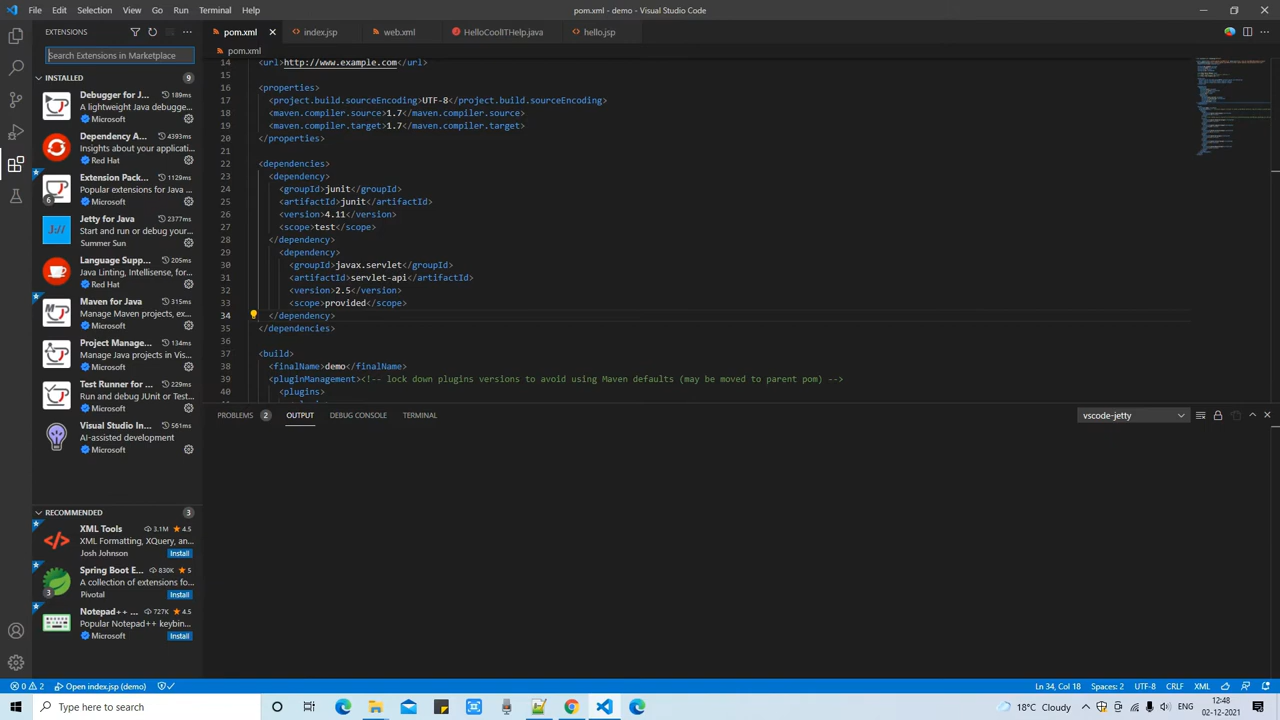 File Edit Selection View Go Run Terminal Help
pom.xml - demo - Visual Studio Code
EXTENSIONS
pom.xml
index.jsp
web.xml
HelloCoolITHelp.java
hello.jsp
Search Extensions in Marketplace
INSTALLED 9
Debugger for J... 189ms
A lightweight Java debugge...
Microsoft
Dependency A... 4393ms
Insights about your applicati...
Red Hat
Extension Pack... 1129ms
Popular extensions for Java ...
Microsoft
6
Jetty for Java 2377ms
Start and run or debug your...
Summer Sun
Language Supp... 205ms
Java Linting, Intellisense, for...
Red Hat
Maven for Java 315ms
Manage Maven projects, ex...
Microsoft
Project Manage... 134ms
Manage Java projects in Vis...
Microsoft
Test Runner for ... 229ms
Run and debug JUnit or Test...
Microsoft
Visual Studio In... 561ms
AI-assisted development
Microsoft
RECOMMENDED 3
XML Tools 3.1M 4.5
XML Formatting, XQuery, an...
Josh Johnson Install
Spring Boot E... 830K 5
A collection of extensions fo...
3
Pivotal Install
Notepad++ ... 727K 4.5
Popular Notepad++ keybin...
Microsoft Install
pom.xml
14 <url>http://www.example.com</url>
15
16 <properties>
17 <project.build.sourceEncoding>UTF-8</project.build.sourceEncoding>
18 <maven.compiler.source>1.7</maven.compiler.source>
19 <maven.compiler.target>1.7</maven.compiler.target>
20 </properties>
21
22 <dependencies>
23 <dependency>
24 <groupId>junit</groupId>
25 <artifactId>junit</artifactId>
26 <version>4.11</version>
27 <scope>test</scope>
28 </dependency>
29 <dependency>
30 <groupId>javax.servlet</groupId>
31 <artifactId>servlet-api</artifactId>
32 <version>2.5</version>
33 <scope>provided</scope>
34 </dependency>
35 </dependencies>
36
37 <build>
38 <finalName>demo</finalName>
39 <pluginManagement><!-- lock down plugins versions to avoid using Maven defaults (may be moved to parent pom) -->
40 <plugins>
PROBLEMS 2 OUTPUT DEBUG CONSOLE TERMINAL
vscode-jetty
0 2 Open index.jsp (demo)
Ln 34, Col 18 Spaces: 2 UTF-8 CRLF XML
Type here to search
18°C Cloudy
ENG
12:48
02-12-2021